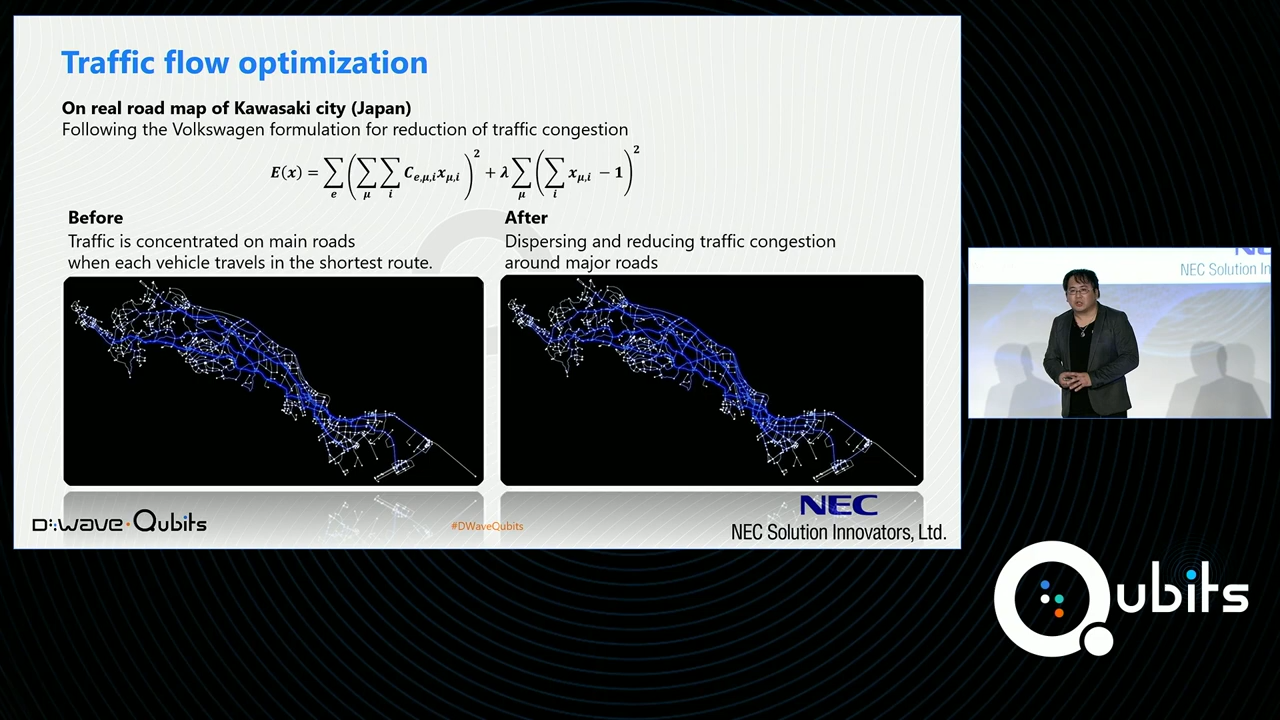 Traffic flow optimization
On real road map of Kawasaki city (Japan)
Following the Volkswagen formulation for reduction of traffic congestion
E(x) = ∑_e (∑_μ ∑_i C_{e,μ,i} x_{μ,i})^2 + λ ∑_μ (∑_i x_{μ,i} − 1)^2
Before
Traffic is concentrated on main roads
when each vehicle travels in the shortest route.
After
Dispersing and reducing traffic congestion
around major roads
D:wave Qubits
#DWaveQubits
NEC
NEC Solution Innovators, Ltd.
NEC Solution In
Qubits